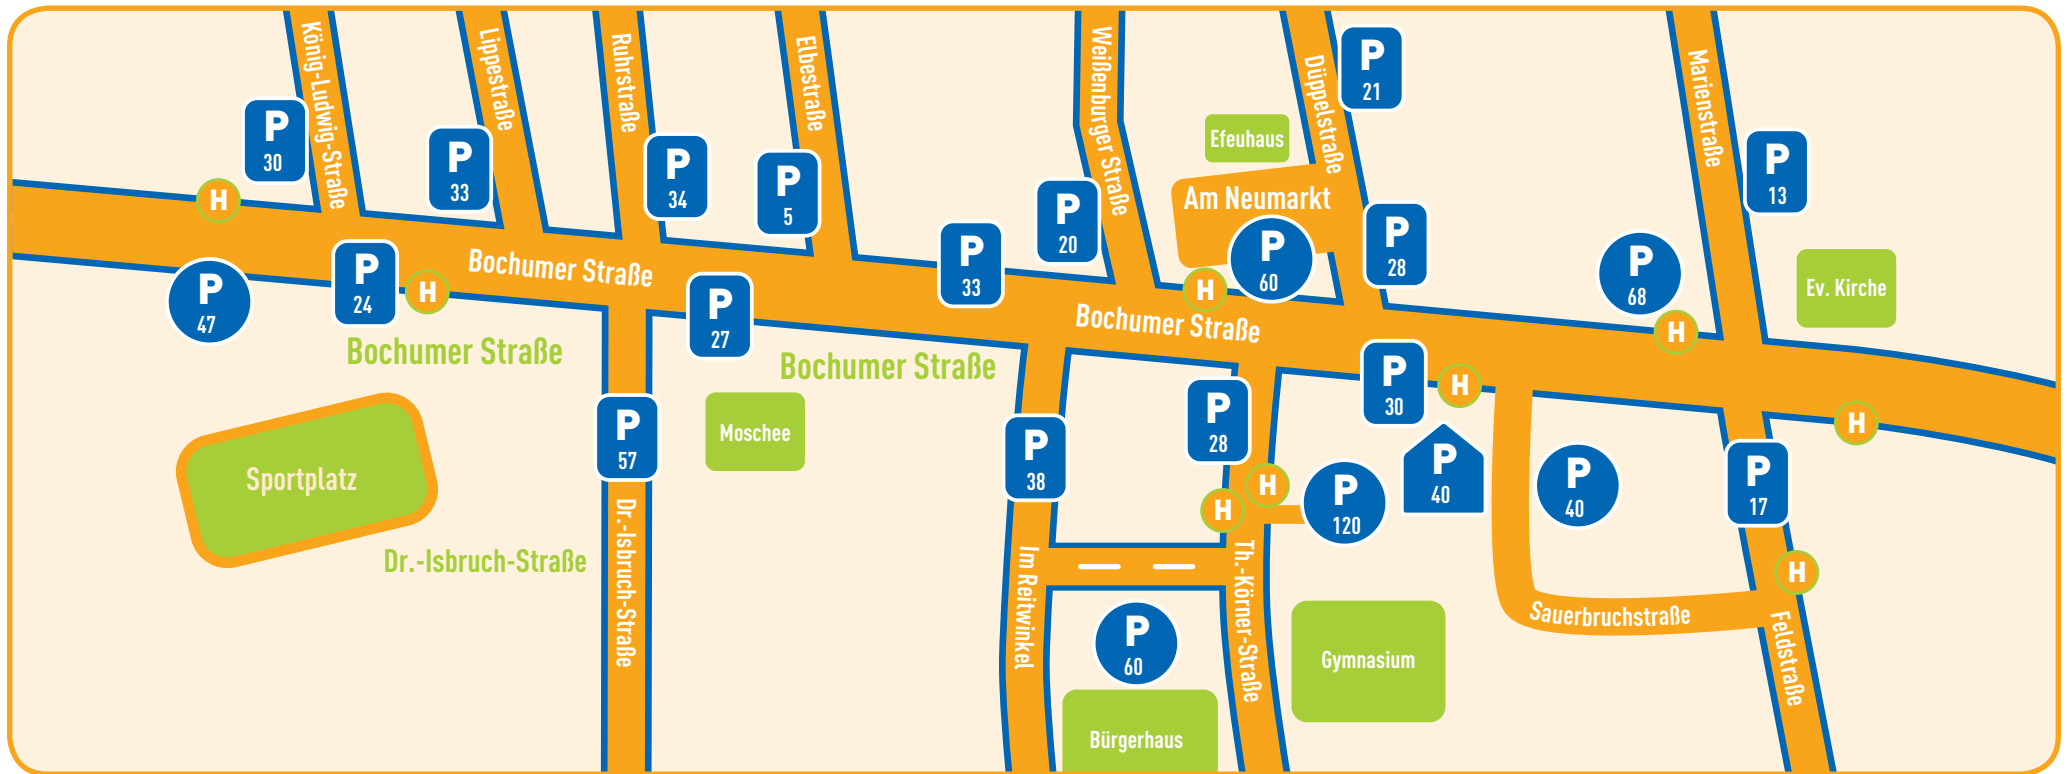 König-Ludwig-Straße
Lippestraße
Ruhrstraße
Elbestraße
Weißenburger Straße
Düppelstraße
Marienstraße
P
21
P
30
P
33
P
34
P
5
P
20
Efeuhaus
Am Neumarkt
P
60
P
28
P
13
H
P
47
P
24
H
Bochumer Straße
P
27
P
33
H
Bochumer Straße
P
68
H
Ev. Kirche
Bochumer Straße
Bochumer Straße
P
30
H
H
Sportplatz
P
57
Moschee
P
38
P
28
H
H
P
120
P
40
P
40
P
17
Dr.-Isbruch-Straße
Dr.-Isbruch-Straße
Im Reitwinkel
Th.-Körner-Straße
H
Sauerbruchstraße
Feldstraße
P
60
Gymnasium
Bürgerhaus